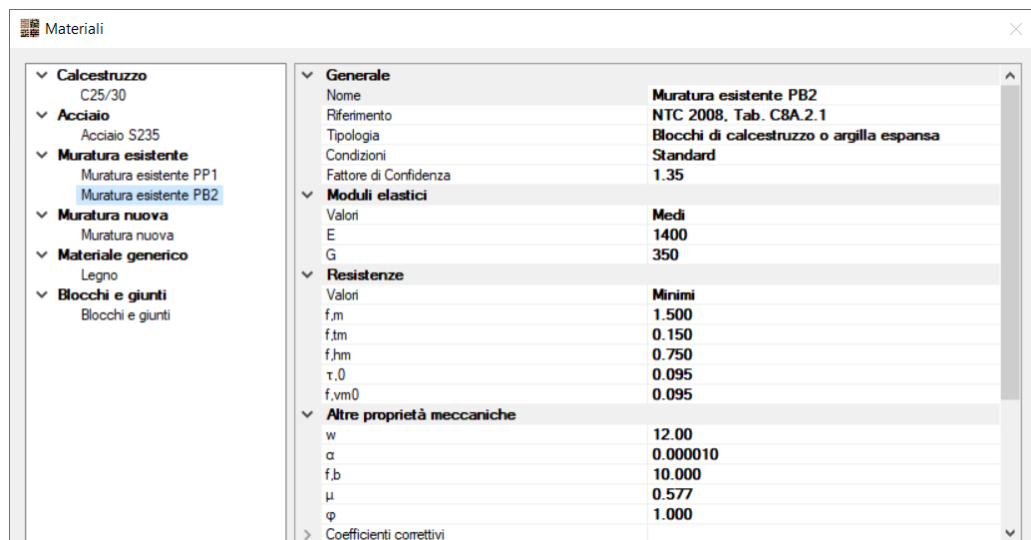 Materiali
Calcestruzzo
C25/30
Acciaio
Acciaio S235
Muratura esistente
Muratura esistente PP1
Muratura esistente PB2
Muratura nuova
Muratura nuova
Materiale generico
Legno
Blocchi e giunti
Blocchi e giunti
Generale
Nome Muratura esistente PB2
Riferimento NTC 2008, Tab. C8A.2.1
Tipologia Blocchi di calcestruzzo o argilla espansa
Condizioni Standard
Fattore di Confidenza 1.35
Moduli elastici
Valori Medi
E 1400
G 350
Resistenze
Valori Minimi
f,m 1.500
f,tm 0.150
f,hm 0.750
τ,0 0.095
f,vm0 0.095
Altre proprietà meccaniche
w 12.00
α 0.000010
f,b 10.000
μ 0.577
φ 1.000
Coefficienti correttivi